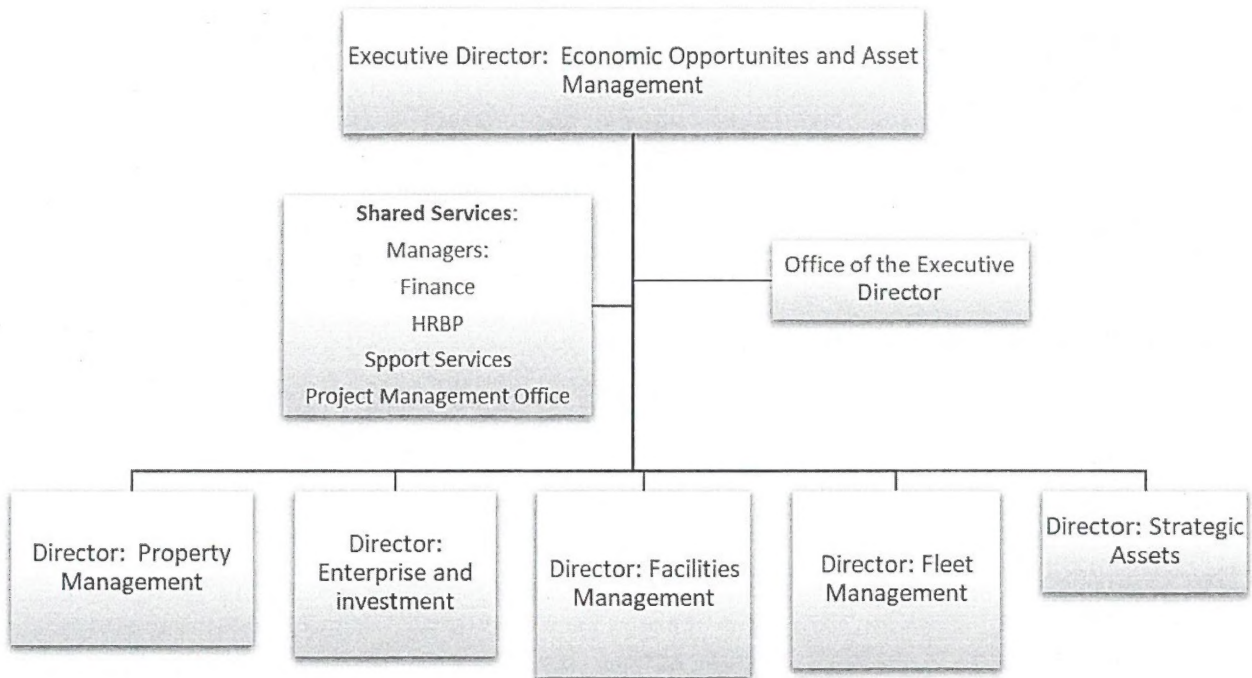 Executive Director: Economic Opportunites and Asset
Management
Shared Services:
Managers:
Finance
HRBP
Spport Services
Project Management Office
Office of the Executive
Director
Director: Property
Management
Director:
Enterprise and
investment
Director: Facilities
Management
Director: Fleet
Management
Director: Strategic
Assets